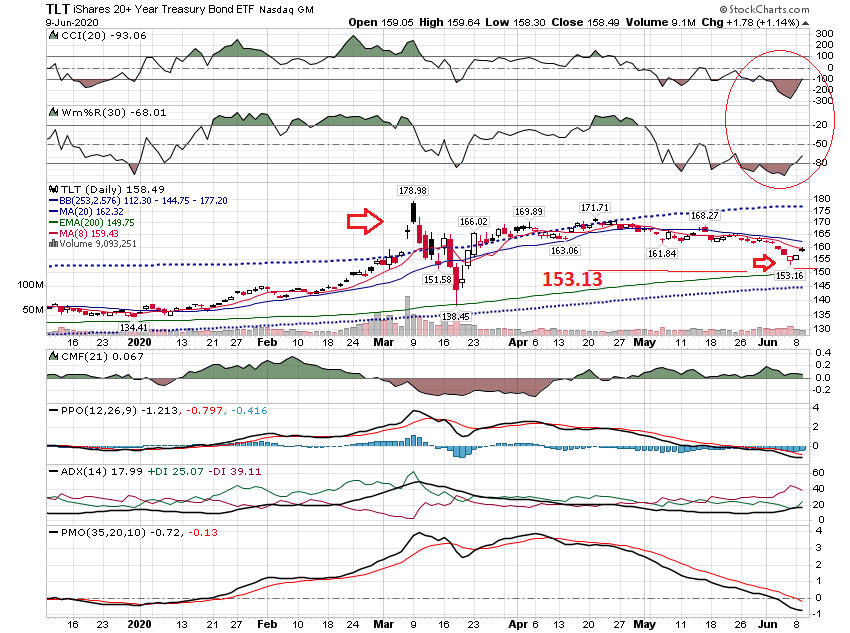 TLT iShares 20+ Year Treasury Bond ETF Nasdaq GM
© StockCharts.com
9-Jun-2020
Open 159.05 High 159.64 Low 158.30 Close 158.49 Volume 9.1M Chg +1.78 (+1.14%)
CCI(20) -93.06
300
200
100
0
-100
-200
-300
Wm%R(30) -68.01
-20
-50
-80
TLT (Daily) 158.49
BB(253,2.576) 112.30 - 144.75 - 177.20
MA(20) 162.32
EMA(200) 149.75
MA(8) 159.43
Volume 9,093,251
178.98
166.02
169.89
171.71
168.27
151.58
163.06
161.84
153.16
153.13
134.41
138.45
100M
50M
180
175
170
165
160
155
150
145
140
135
130
16 23 2020 13 21 27 Feb 10 18 24 Mar 9 16 23 Apr 6 13 20 27 May 11 18 26 Jun 8
CMF(21) 0.067
0.4
0.2
0.0
-0.2
PPO(12,26,9) -1.213, -0.797, -0.416
4
2
0
ADX(14) 17.99 +DI 25.07 -DI 39.11
60
40
20
0
PMO(35,20,10) -0.72, -0.13
4
3
2
1
0
-1
16 23 2020 13 21 27 Feb 10 18 24 Mar 9 16 23 Apr 6 13 20 27 May 11 18 26 Jun 8